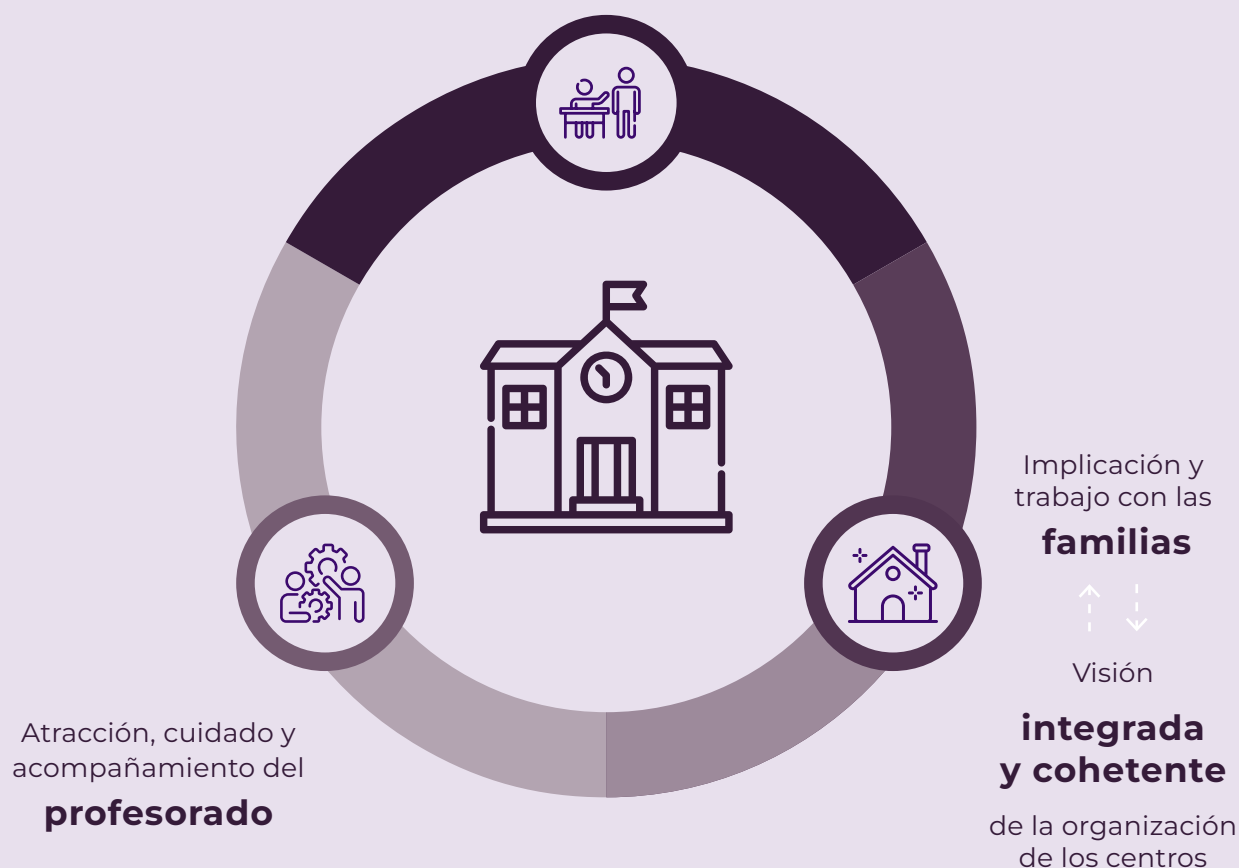 Implicación y
trabajo con las
familias
Visión
integrada
y cohetente
de la organización
de los centros
Atracción, cuidado y
acompañamiento del
profesorado